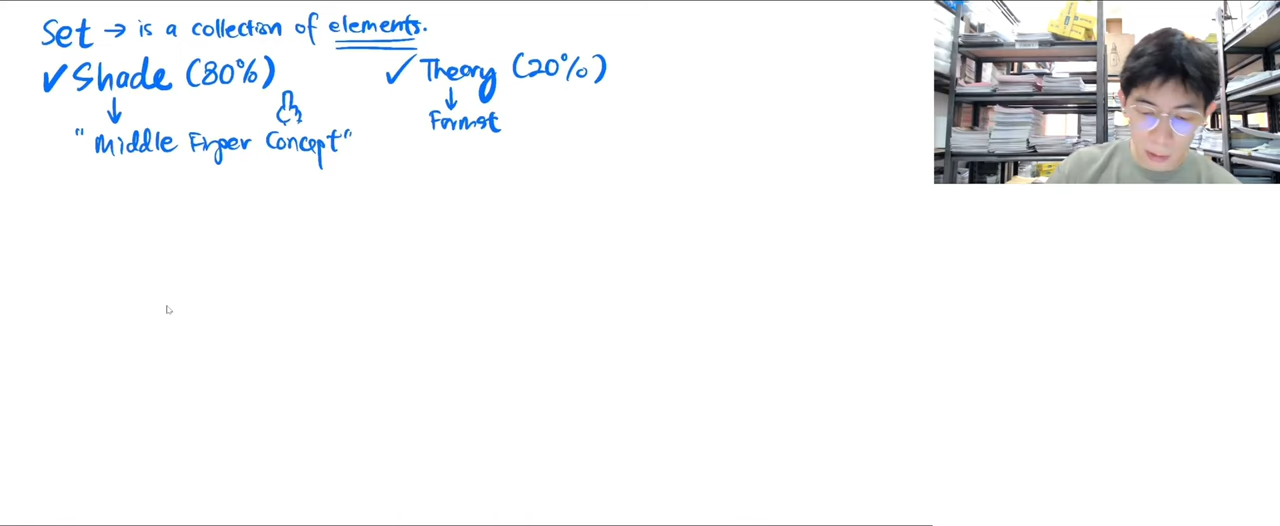 Set → is a collection of elements.
✓ Shade (80%) ✓ Theory (20%)
↓ ↓
Format
"Middle Finger Concept"